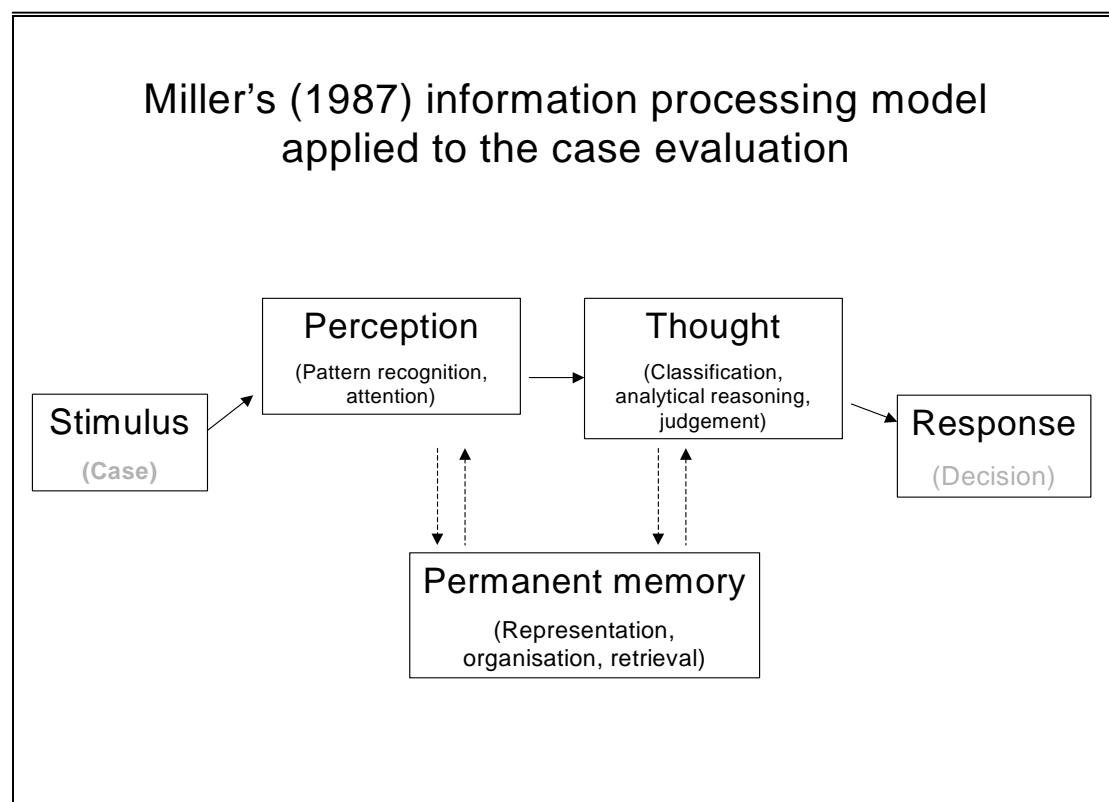 Miller's (1987) information processing model
applied to the case evaluation
Perception
(Pattern recognition,
attention)
Thought
(Classification,
analytical reasoning,
judgement)
Stimulus
(Case)
Response
(Decision)
Permanent memory
(Representation,
organisation, retrieval)